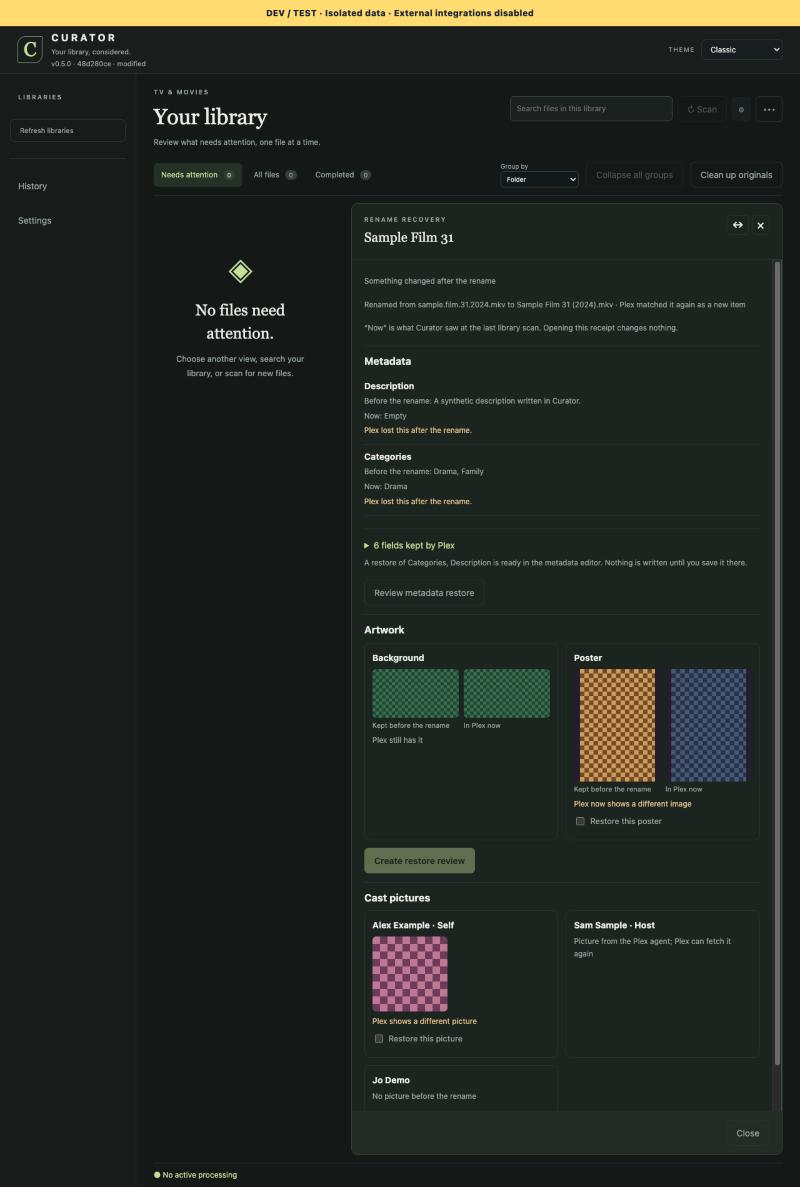 DEV / TEST · Isolated data · External integrations disabled
C
CURATOR
Your library, considered.
v0.5.0 · 48d280ce · modified
THEME
Classic
LIBRARIES
Refresh libraries
History
Settings
TV & MOVIES
Your library
Review what needs attention, one file at a time.
Search files in this library
Scan
Needs attention 0
All files 0
Completed 0
Group by
Folder
Collapse all groups
Clean up originals
No files need
attention.
Choose another view, search your
library, or scan for new files.
RENAME RECOVERY
Sample Film 31
Something changed after the rename
Renamed from sample.film.31.2024.mkv to Sample Film 31 (2024).mkv · Plex matched it again as a new item
"Now" is what Curator saw at the last library scan. Opening this receipt changes nothing.
Metadata
Description
Before the rename: A synthetic description written in Curator.
Now: Empty
Plex lost this after the rename.
Categories
Before the rename: Drama, Family
Now: Drama
Plex lost this after the rename.
6 fields kept by Plex
A restore of Categories, Description is ready in the metadata editor. Nothing is written until you save it there.
Review metadata restore
Artwork
Background
Kept before the rename
In Plex now
Plex still has it
Poster
Kept before the rename
In Plex now
Plex now shows a different image
Restore this poster
Create restore review
Cast pictures
Alex Example · Self
Plex shows a different picture
Restore this picture
Sam Sample · Host
Picture from the Plex agent; Plex can fetch it
again
Jo Demo
No picture before the rename
Close
No active processing